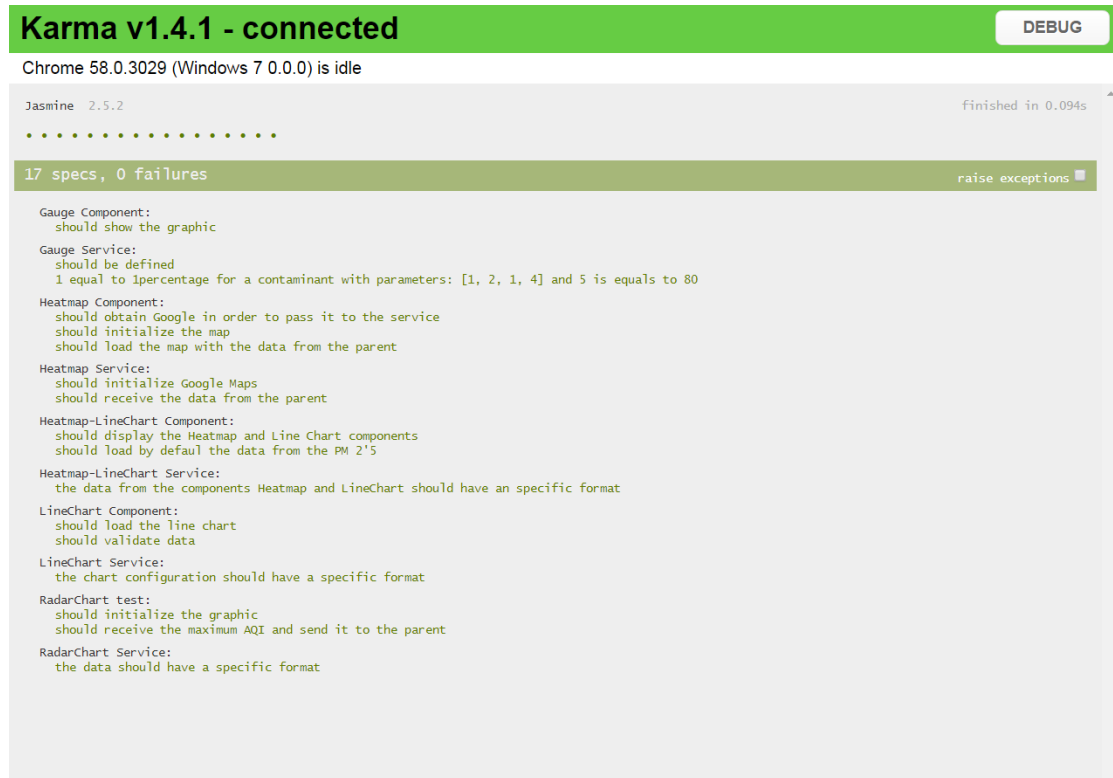 Karma v1.4.1 - connected
DEBUG
Chrome 58.0.3029 (Windows 7 0.0.0) is idle
Jasmine 2.5.2
finished in 0.094s
• • • • • • • • • • • • • • • • •
17 specs, 0 failures
raise exceptions
Gauge Component:
should show the graphic
Gauge Service:
should be defined
1 equal to 1percentage for a contaminant with parameters: [1, 2, 1, 4] and 5 is equals to 80
Heatmap Component:
should obtain Google in order to pass it to the service
should initialize the map
should load the map with the data from the parent
Heatmap Service:
should initialize Google Maps
should receive the data from the parent
Heatmap-LineChart Component:
should display the Heatmap and Line Chart components
should load by defaul the data from the PM 2'5
Heatmap-LineChart Service:
the data from the components Heatmap and LineChart should have an specific format
LineChart Component:
should load the line chart
should validate data
LineChart Service:
the chart configuration should have a specific format
RadarChart test:
should initialize the graphic
should receive the maximum AQI and send it to the parent
RadarChart Service:
the data should have a specific format